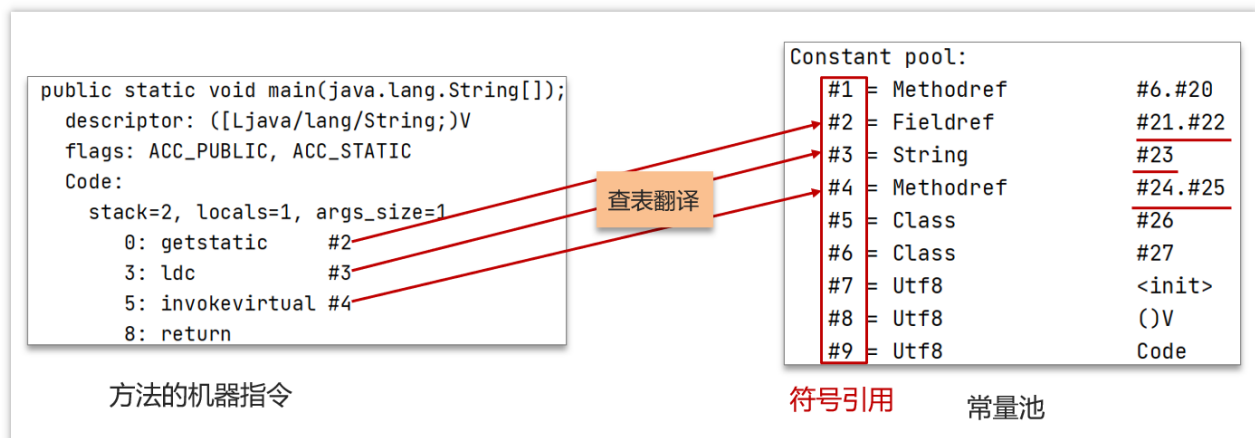 public static void main(java.lang.String[]);
descriptor: ([Ljava/lang/String;)V
flags: ACC_PUBLIC, ACC_STATIC
Code:
stack=2, locals=1, args_size=1
0: getstatic #2
3: ldc #3
5: invokevirtual #4
8: return
方法的机器指令
查表翻译
Constant pool:
#1 = Methodref #6.#20
#2 = Fieldref #21.#22
#3 = String #23
#4 = Methodref #24.#25
#5 = Class #26
#6 = Class #27
#7 = Utf8 <init>
#8 = Utf8 ()V
#9 = Utf8 Code
符号引用 常量池